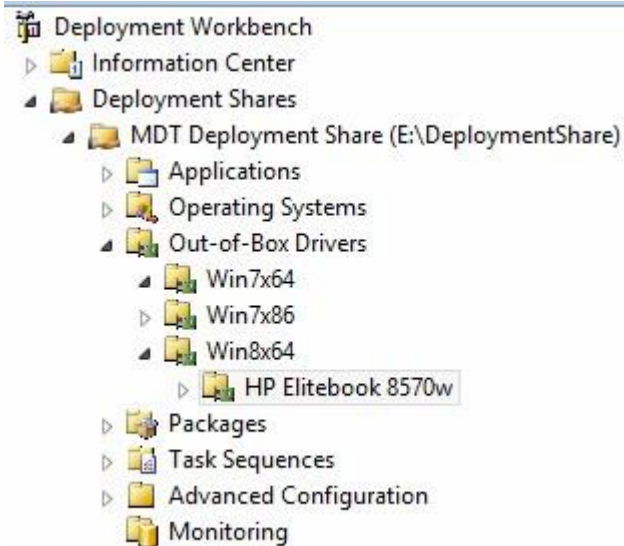 Deployment Workbench
Information Center
Deployment Shares
MDT Deployment Share (E:\DeploymentShare)
Applications
Operating Systems
Out-of-Box Drivers
Win7x64
Win7x86
Win8x64
HP Elitebook 8570w
Packages
Task Sequences
Advanced Configuration
Monitoring